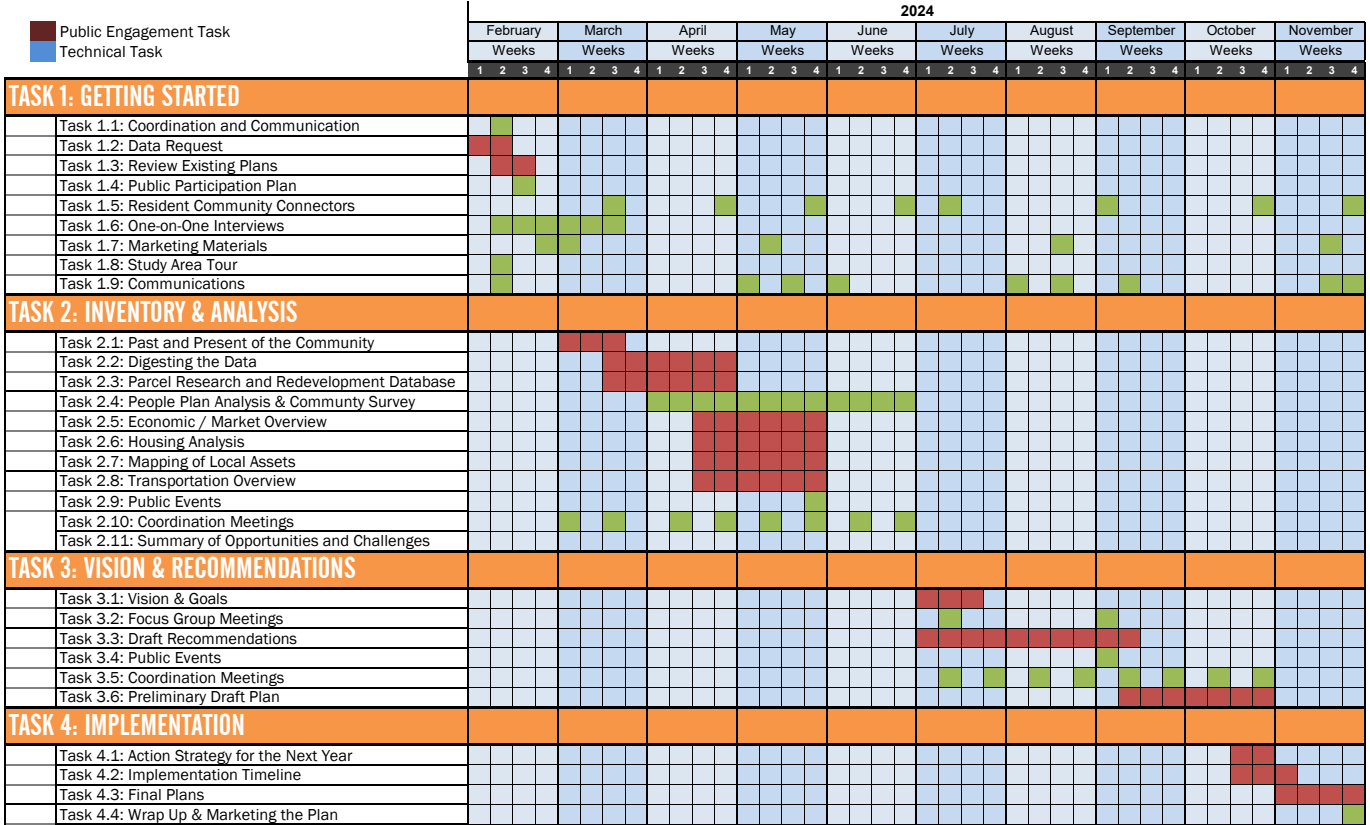 2024
Public Engagement Task
Technical Task
February March April May June July August September October November
Weeks Weeks Weeks Weeks Weeks Weeks Weeks Weeks Weeks Weeks
1 2 3 4 1 2 3 4 1 2 3 4 1 2 3 4 1 2 3 4 1 2 3 4 1 2 3 4 1 2 3 4 1 2 3 4 1 2 3 4
TASK 1: GETTING STARTED
Task 1.1: Coordination and Communication
Task 1.2: Data Request
Task 1.3: Review Existing Plans
Task 1.4: Public Participation Plan
Task 1.5: Resident Community Connectors
Task 1.6: One-on-One Interviews
Task 1.7: Marketing Materials
Task 1.8: Study Area Tour
Task 1.9: Communications
TASK 2: INVENTORY & ANALYSIS
Task 2.1: Past and Present of the Community
Task 2.2: Digesting the Data
Task 2.3: Parcel Research and Redevelopment Database
Task 2.4: People Plan Analysis & Communty Survey
Task 2.5: Economic / Market Overview
Task 2.6: Housing Analysis
Task 2.7: Mapping of Local Assets
Task 2.8: Transportation Overview
Task 2.9: Public Events
Task 2.10: Coordination Meetings
Task 2.11: Summary of Opportunities and Challenges
TASK 3: VISION & RECOMMENDATIONS
Task 3.1: Vision & Goals
Task 3.2: Focus Group Meetings
Task 3.3: Draft Recommendations
Task 3.4: Public Events
Task 3.5: Coordination Meetings
Task 3.6: Preliminary Draft Plan
TASK 4: IMPLEMENTATION
Task 4.1: Action Strategy for the Next Year
Task 4.2: Implementation Timeline
Task 4.3: Final Plans
Task 4.4: Wrap Up & Marketing the Plan